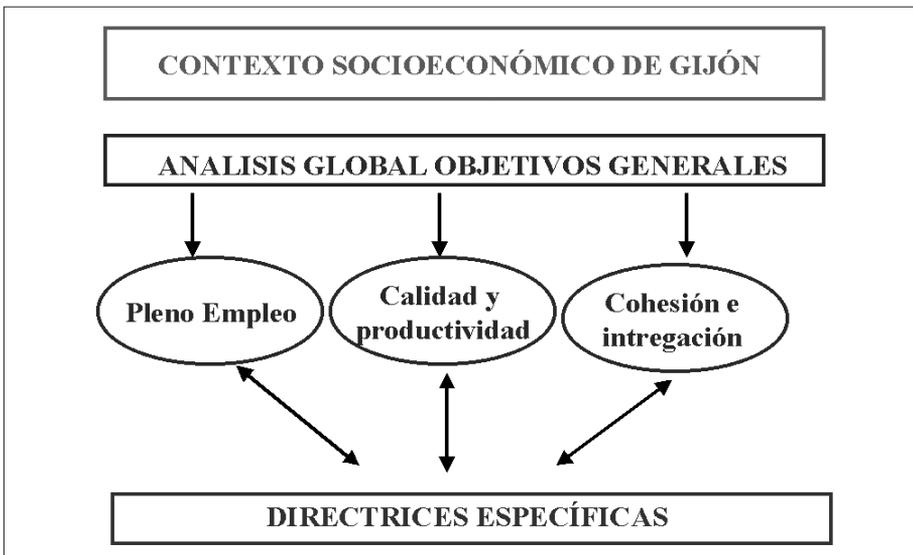 CONTEXTO SOCIOECONÓMICO DE GIJÓN
ANALISIS GLOBAL OBJETIVOS GENERALES
Pleno Empleo
Calidad y
productividad
Cohesión e
intregación
DIRECTRICES ESPECÍFICAS